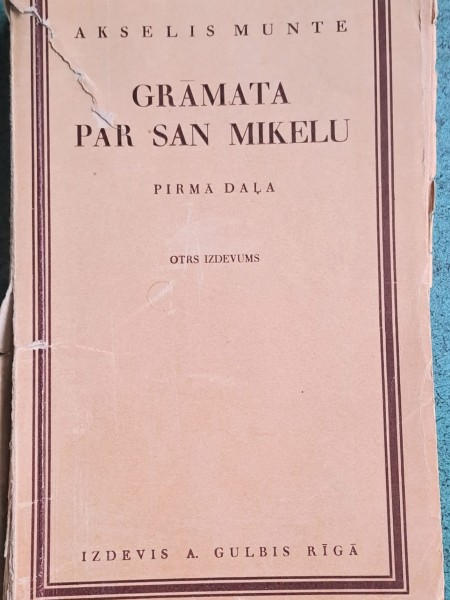 AKSELIS MUNTE
GRĀMATA
PAR SAN MIKELU
PIRMĀ DAĻA
OTRS IZDEVUMS
IZDEVIS A. GULBIS RĪGĀ